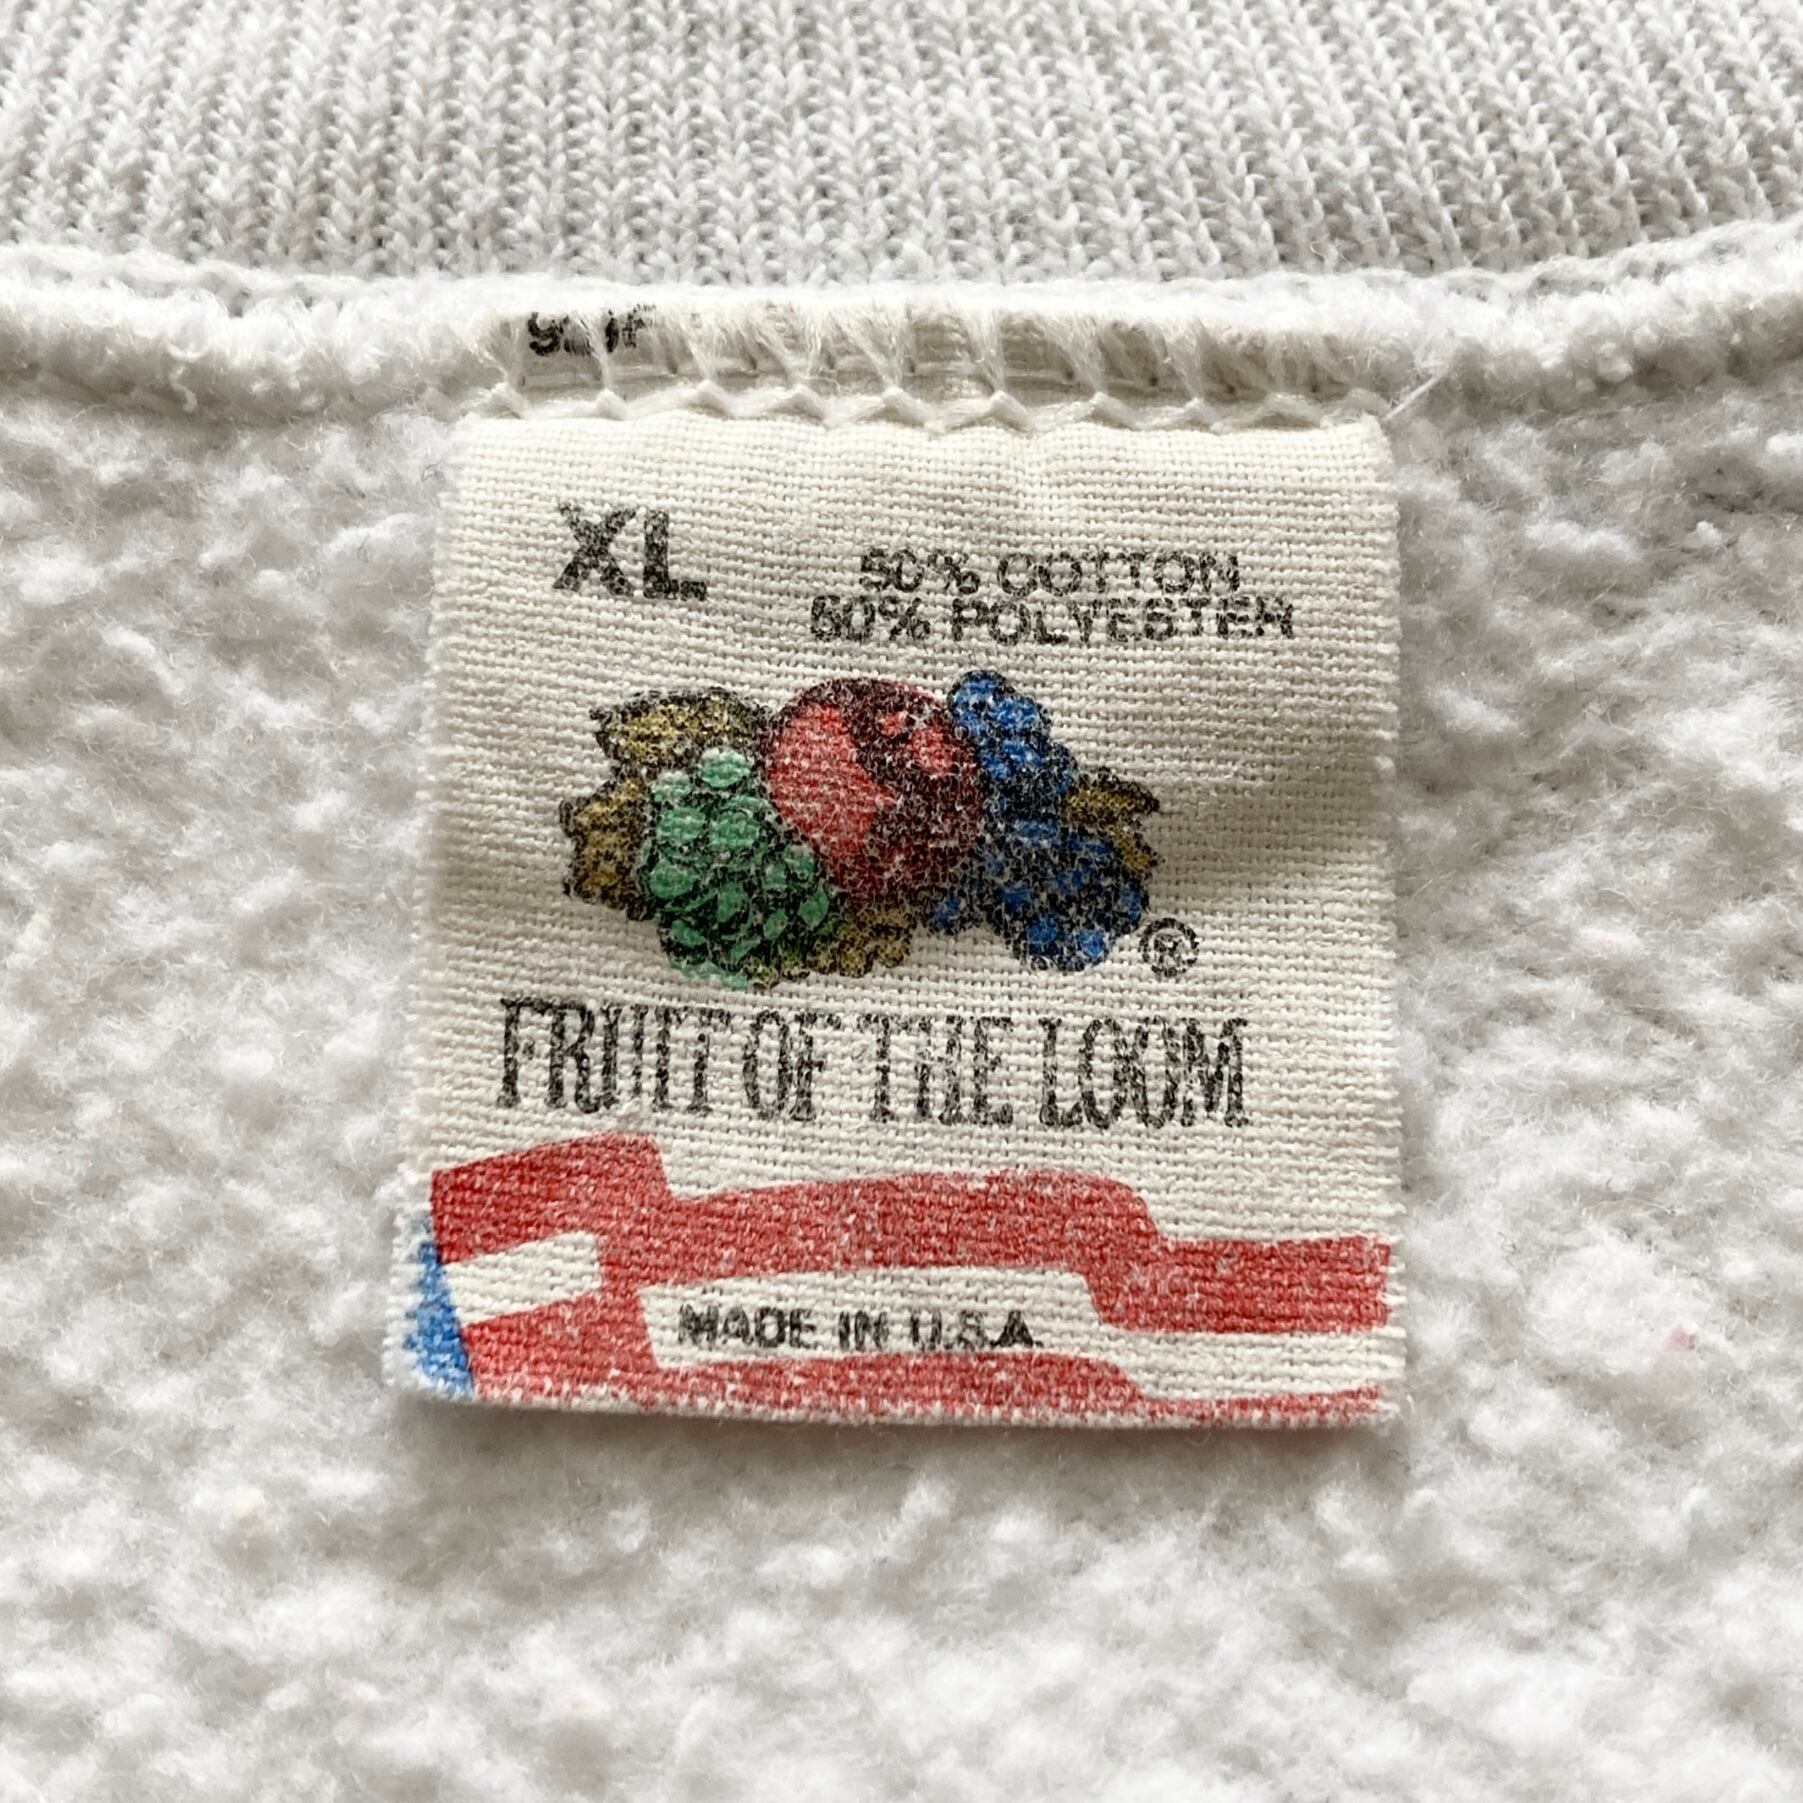 XL
50% COTTON
50% POLYESTER
®
FRUIT OF THE LOOM
MADE IN U.S.A.